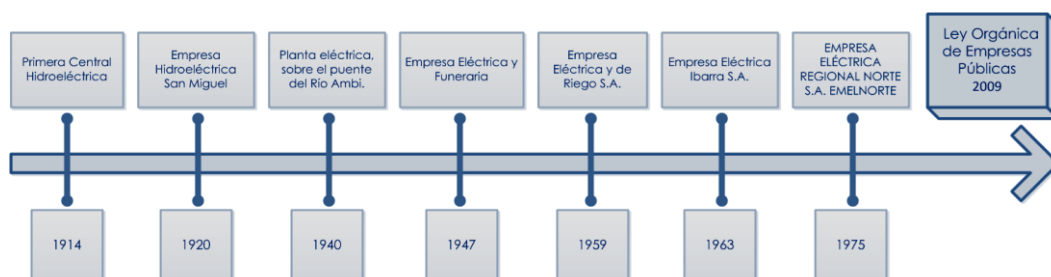 Primera Central
Hidroeléctrica
Empresa
Hidroeléctrica
San Miguel
Planta eléctrica,
sobre el puente
del Río Ambi.
Empresa Eléctrica y
Funeraria
Empresa
Eléctrica y de
Riego S.A.
Empresa Eléctrica
Ibarra S.A.
EMPRESA
ELÉCTRICA
REGIONAL NORTE
S.A. EMELNORTE
Ley Orgánica
de Empresas
Públicas
2009
1914
1920
1940
1947
1959
1963
1975